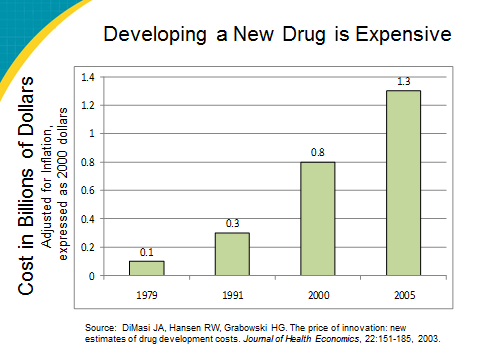 Developing a New Drug is Expensive
Cost in Billions of Dollars
Adjusted for Inflation,
expressed as 2000 dollars
1.4
1.2
1
0.8
0.6
0.4
0.2
0
0.1
0.3
0.8
1.3
1979
1991
2000
2005
Source: DiMasi JA, Hansen RW, Grabowski HG. The price of innovation: new
estimates of drug development costs. Journal of Health Economics, 22:151-185, 2003.